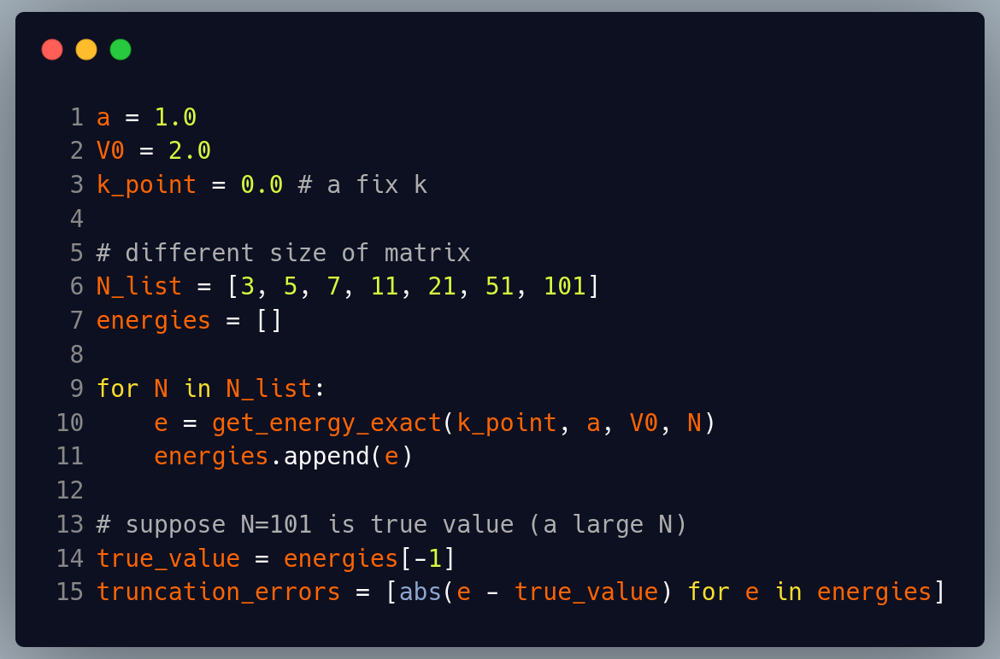 1 a = 1.0
2 V0 = 2.0
3 k_point = 0.0 # a fix k
4
5 # different size of matrix
6 N_list = [3, 5, 7, 11, 21, 51, 101]
7 energies = []
8
9 for N in N_list:
10     e = get_energy_exact(k_point, a, V0, N)
11     energies.append(e)
12
13 # suppose N=101 is true value (a large N)
14 true_value = energies[-1]
15 truncation_errors = [abs(e - true_value) for e in energies]